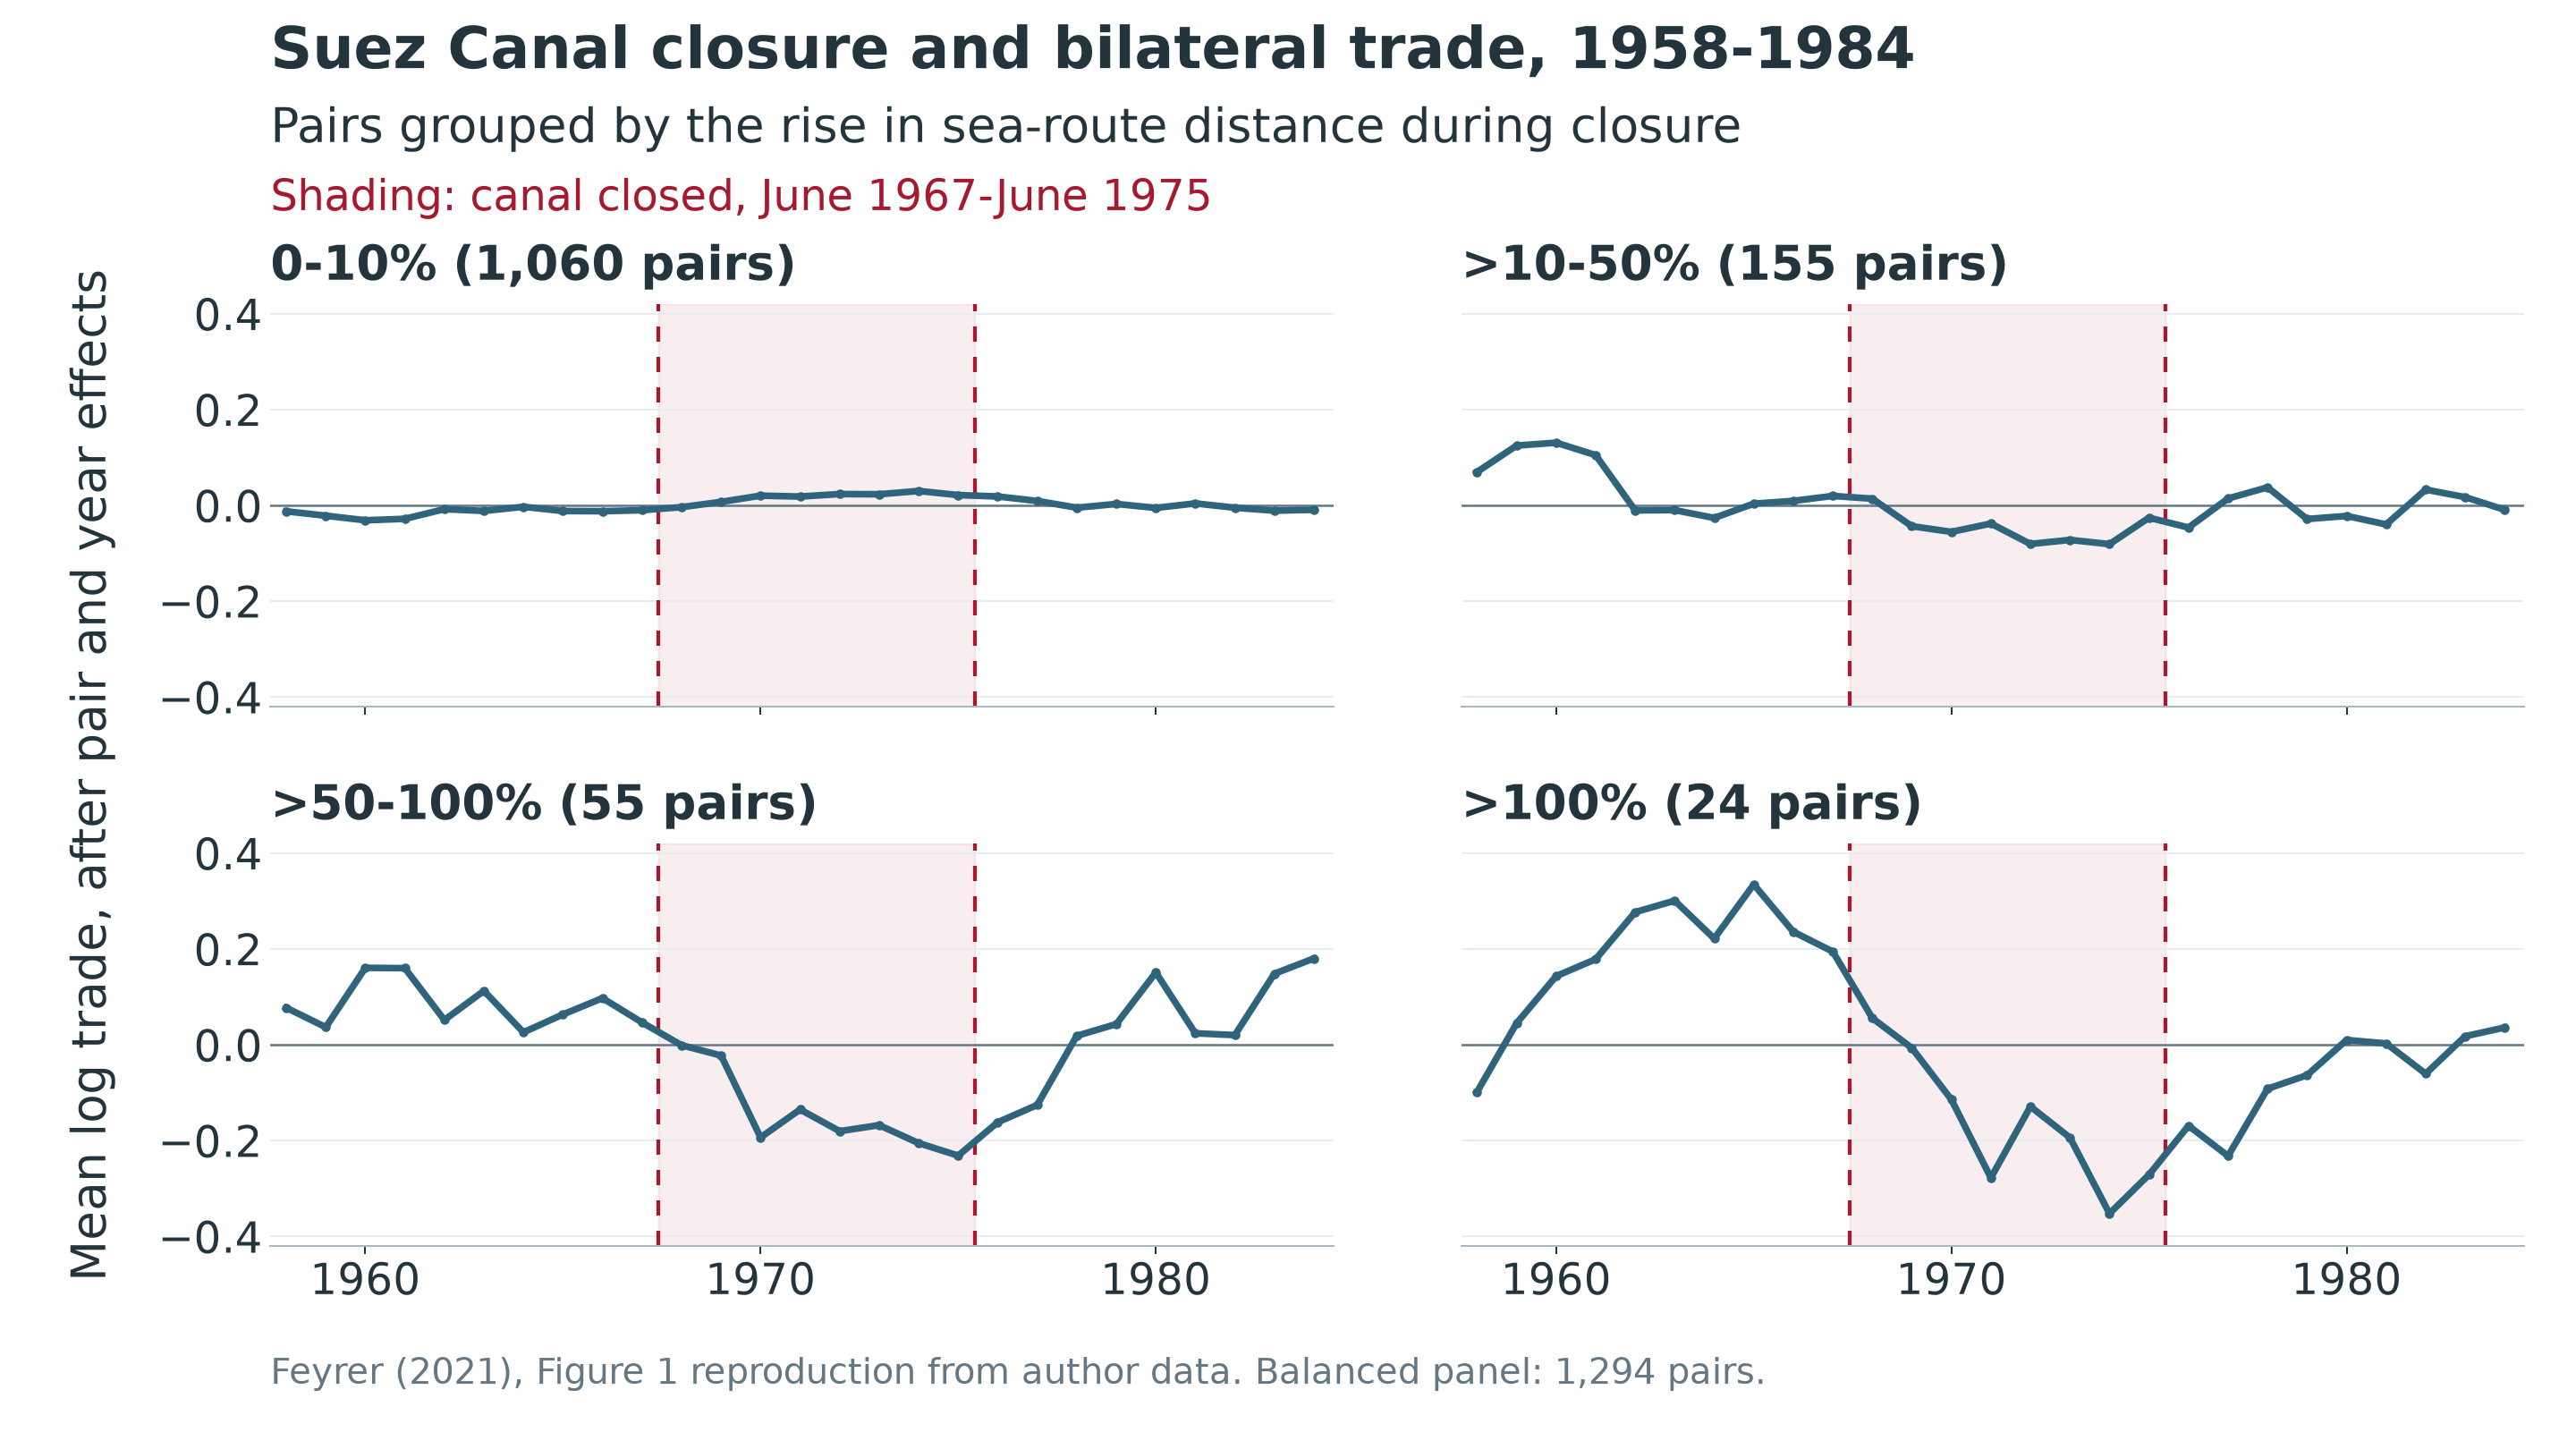 Suez Canal closure and bilateral trade, 1958-1984
Pairs grouped by the rise in sea-route distance during closure
Shading: canal closed, June 1967-June 1975
Mean log trade, after pair and year effects
0-10% (1,060 pairs)
0.4
0.2
0.0
−0.2
−0.4
>10-50% (155 pairs)
>50-100% (55 pairs)
0.4
0.2
0.0
−0.2
−0.4
1960 1970 1980
>100% (24 pairs)
1960 1970 1980
Feyrer (2021), Figure 1 reproduction from author data. Balanced panel: 1,294 pairs.